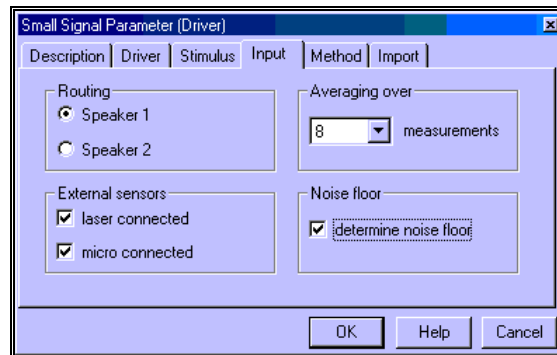 Small Signal Parameter (Driver)
Description Driver Stimulus Input Method Import
Routing
Speaker 1
Speaker 2
Averaging over
8 measurements
External sensors
laser connected
micro connected
Noise floor
determine noise floor
OK Help Cancel